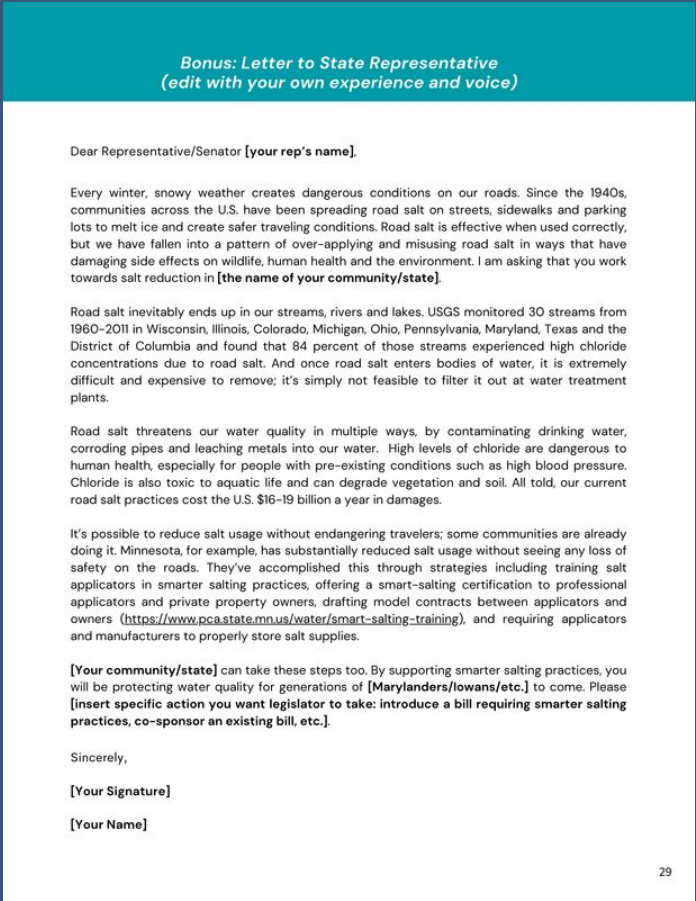 Bonus: Letter to State Representative
(edit with your own experience and voice)
Dear Representative/Senator [your rep's name],
Every winter, snowy weather creates dangerous conditions on our roads. Since the 1940s,
communities across the U.S. have been spreading road salt on streets, sidewalks and parking
lots to melt ice and create safer traveling conditions. Road salt is effective when used correctly,
but we have fallen into a pattern of over-applying and misusing road salt in ways that have
damaging side effects on wildlife, human health and the environment. I am asking that you work
towards salt reduction in [the name of your community/state].
Road salt inevitably ends up in our streams, rivers and lakes. USGS monitored 30 streams from
1960-2011 in Wisconsin, Illinois, Colorado, Michigan, Ohio, Pennsylvania, Maryland, Texas and the
District of Columbia and found that 84 percent of those streams experienced high chloride
concentrations due to road salt. And once road salt enters bodies of water, it is extremely
difficult and expensive to remove; it's simply not feasible to filter it out at water treatment
plants.
Road salt threatens our water quality in multiple ways, by contaminating drinking water,
corroding pipes and leaching metals into our water. High levels of chloride are dangerous to
human health, especially for people with pre-existing conditions such as high blood pressure.
Chloride is also toxic to aquatic life and can degrade vegetation and soil. All told, our current
road salt practices cost the U.S. $16-19 billion a year in damages.
It's possible to reduce salt usage without endangering travelers; some communities are already
doing it. Minnesota, for example, has substantially reduced salt usage without seeing any loss of
safety on the roads. They've accomplished this through strategies including training salt
applicators in smarter salting practices, offering a smart-salting certification to professional
applicators and private property owners, drafting model contracts between applicators and
owners (https://www.pca.state.mn.us/water/smart-salting-training), and requiring applicators
and manufacturers to properly store salt supplies.
[Your community/state] can take these steps too. By supporting smarter salting practices, you
will be protecting water quality for generations of [Marylanders/Iowans/etc.] to come. Please
[insert specific action you want legislator to take: introduce a bill requiring smarter salting
practices, co-sponsor an existing bill, etc.].
Sincerely,
[Your Signature]
[Your Name]
29